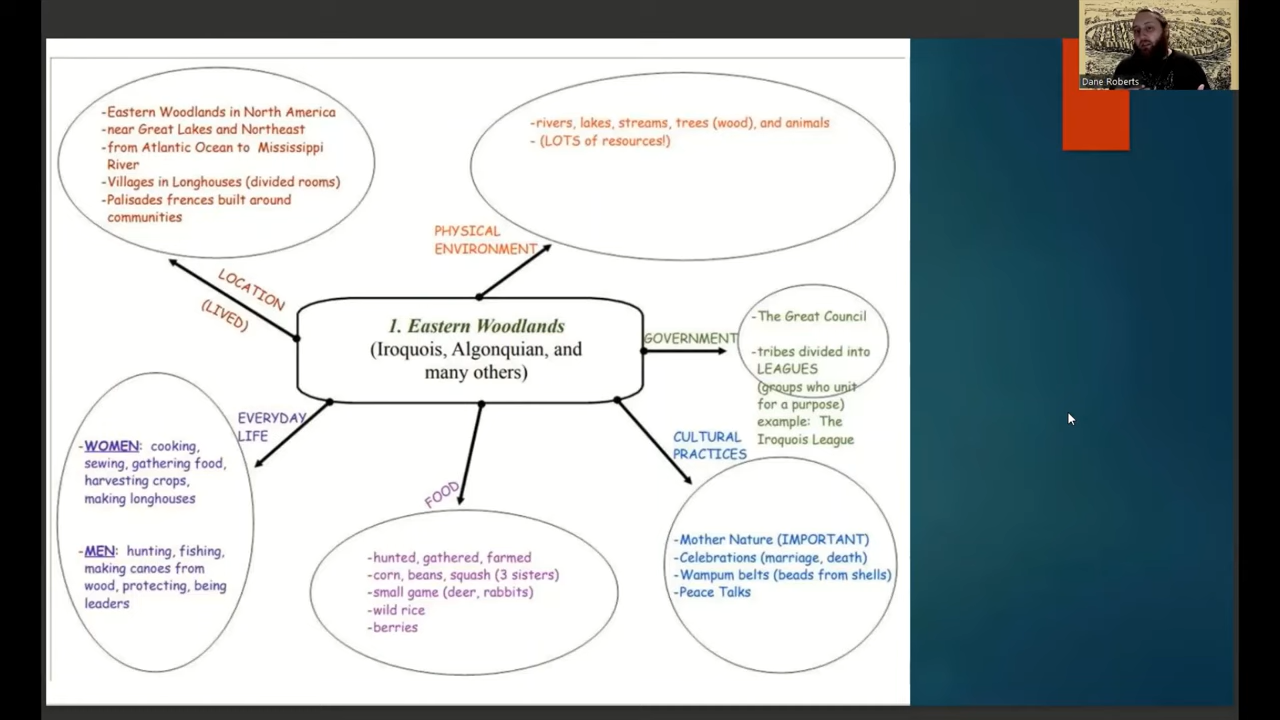 Dane Roberts
-Eastern Woodlands in North America
-near Great Lakes and Northeast
-from Atlantic Ocean to Mississippi
River
-Villages in Longhouses (divided rooms)
-Palisades frences built around
communities
-rivers, lakes, streams, trees (wood), and animals
- (LOTS of resources!)
PHYSICAL
ENVIRONMENT
LOCATION
(LIVED)
1. Eastern Woodlands
(Iroquois, Algonquian, and
many others)
GOVERNMENT
-The Great Council
-tribes divided into
LEAGUES
(groups who unit
for a purpose)
example: The
Iroquois League
EVERYDAY
LIFE
-WOMEN: cooking,
sewing, gathering food,
harvesting crops,
making longhouses
-MEN: hunting, fishing,
making canoes from
wood, protecting, being
leaders
FOOD
-hunted, gathered, farmed
-corn, beans, squash (3 sisters)
-small game (deer, rabbits)
-wild rice
-berries
CULTURAL
PRACTICES
-Mother Nature (IMPORTANT)
-Celebrations (marriage, death)
-Wampum belts (beads from shells)
-Peace Talks